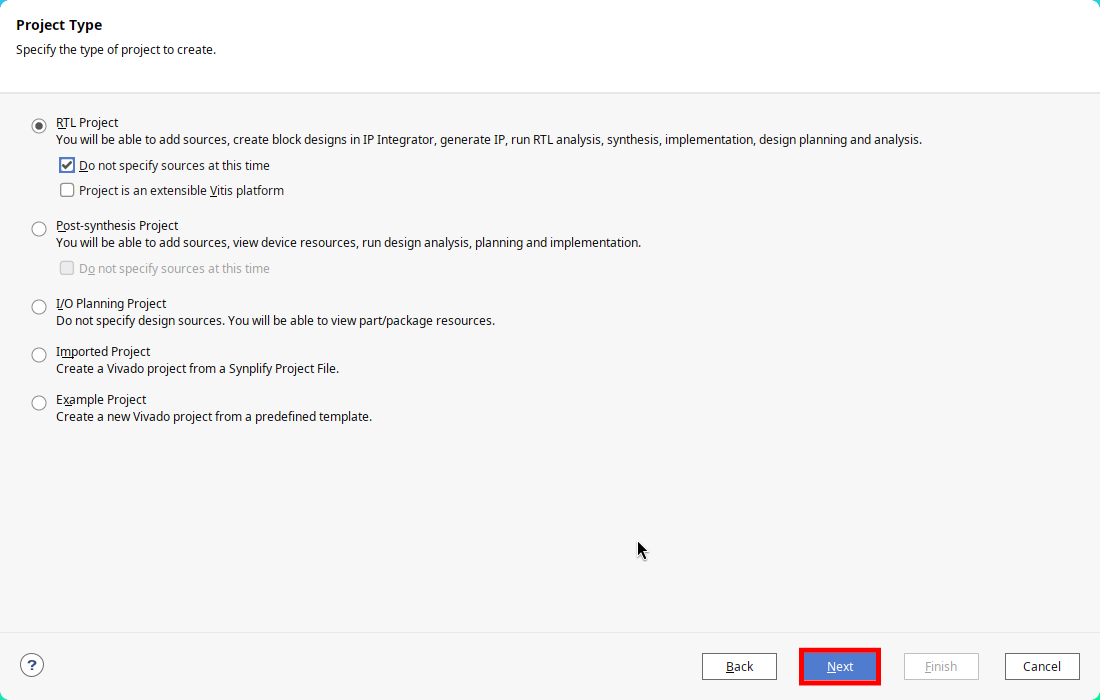 Project Type
Specify the type of project to create.
RTL Project
You will be able to add sources, create block designs in IP Integrator, generate IP, run RTL analysis, synthesis, implementation, design planning and analysis.
Do not specify sources at this time
Project is an extensible Vitis platform
Post-synthesis Project
You will be able to add sources, view device resources, run design analysis, planning and implementation.
Do not specify sources at this time
I/O Planning Project
Do not specify design sources. You will be able to view part/package resources.
Imported Project
Create a Vivado project from a Synplify Project File.
Example Project
Create a new Vivado project from a predefined template.
? Back Next Finish Cancel